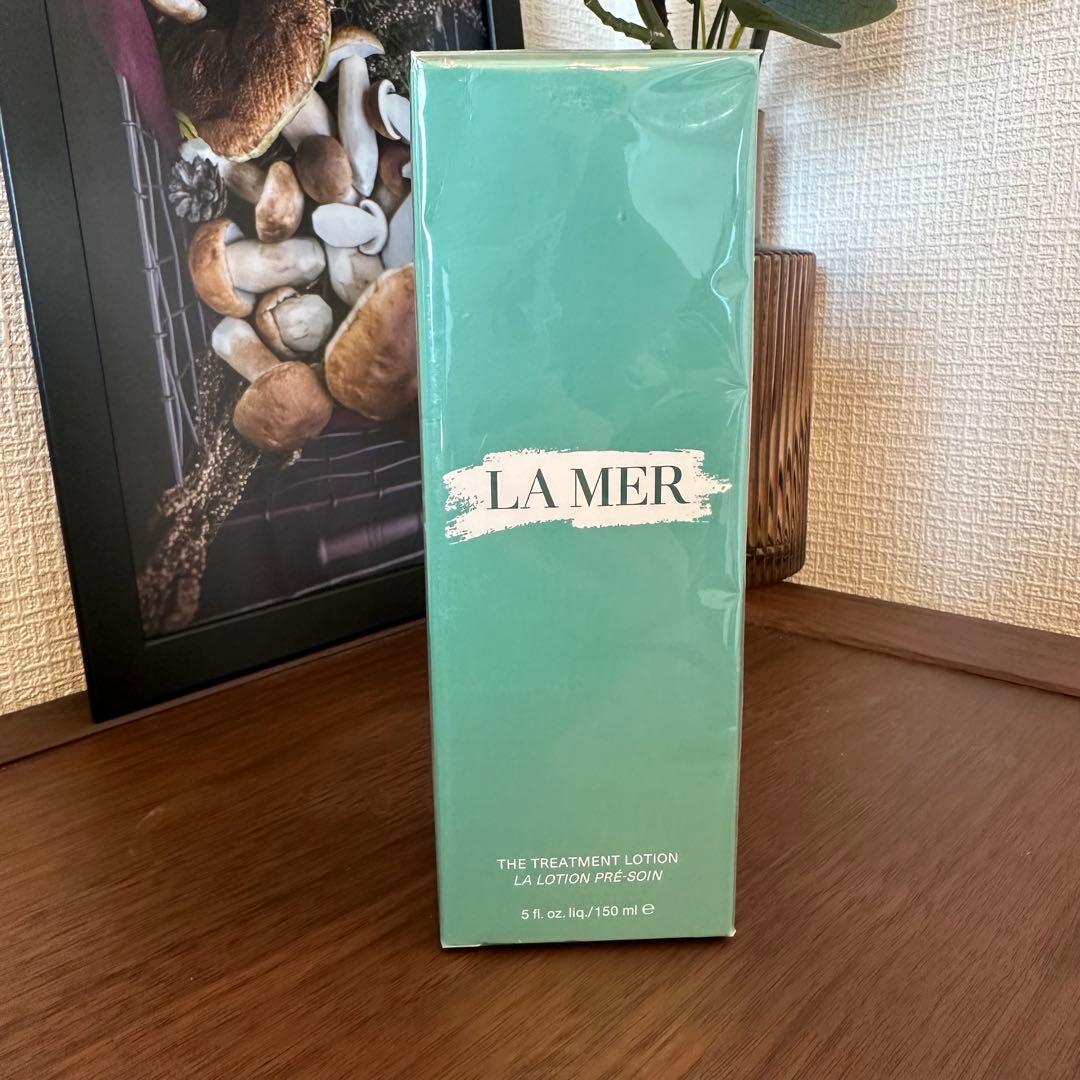 LA MER
THE TREATMENT LOTION
LA LOTION PRÉ-SOIN
5 fl. oz. liq./150 ml ℮